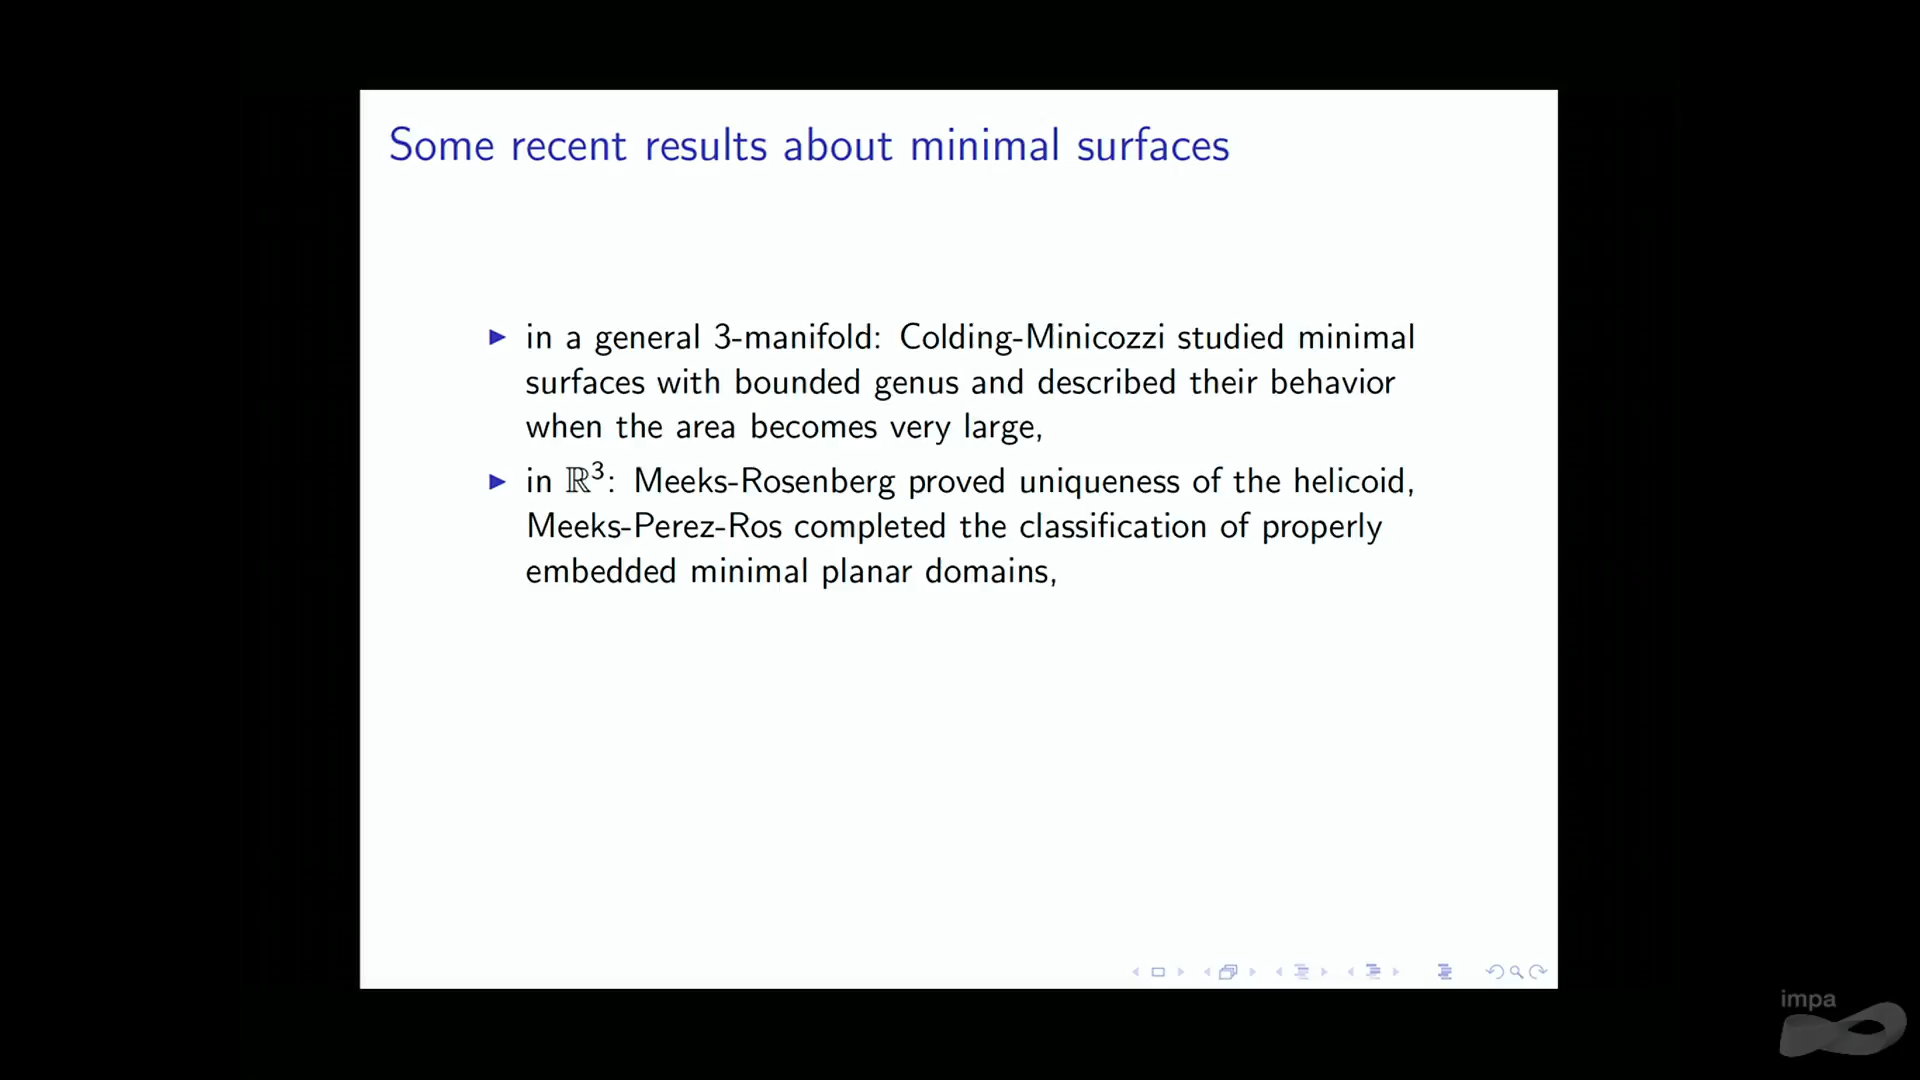 Some recent results about minimal surfaces
▶ in a general 3-manifold: Colding-Minicozzi studied minimal
surfaces with bounded genus and described their behavior
when the area becomes very large,
▶ in ℝ³: Meeks-Rosenberg proved uniqueness of the helicoid,
Meeks-Perez-Ros completed the classification of properly
embedded minimal planar domains,
impa